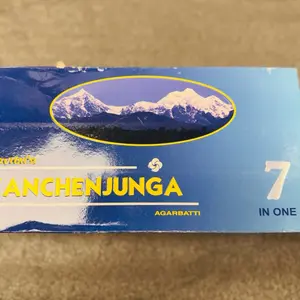 ANCHENJUNGA
AGARBATTI
7
IN ONE